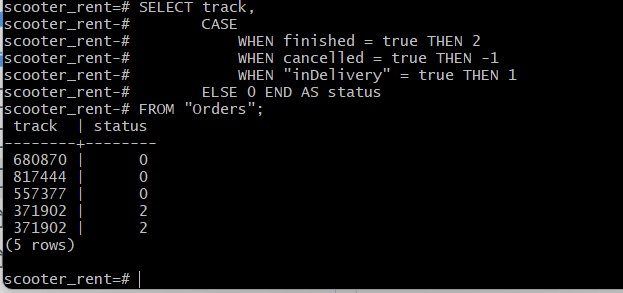 scooter_rent=# SELECT track,
scooter_rent-#        CASE
scooter_rent-#            WHEN finished = true THEN 2
scooter_rent-#            WHEN cancelled = true THEN -1
scooter_rent-#            WHEN "inDelivery" = true THEN 1
scooter_rent-#        ELSE 0 END AS status
scooter_rent-# FROM "Orders";
 track  | status
--------+--------
 680870 |      0
 817444 |      0
 557377 |      0
 371902 |      2
 371902 |      2
(5 rows)
scooter_rent=#